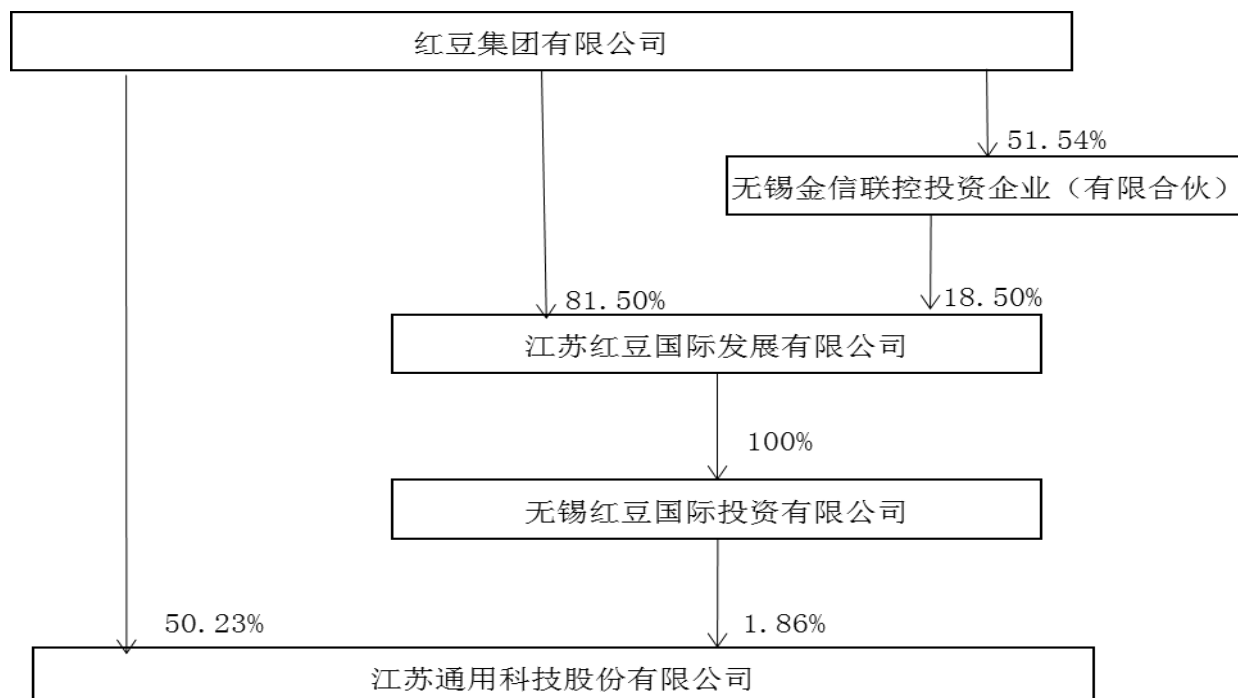 红豆集团有限公司
51.54%
无锡金信联控投资企业（有限合伙）
81.50%
18.50%
江苏红豆国际发展有限公司
100%
无锡红豆国际投资有限公司
50.23%
1.86%
江苏通用科技股份有限公司